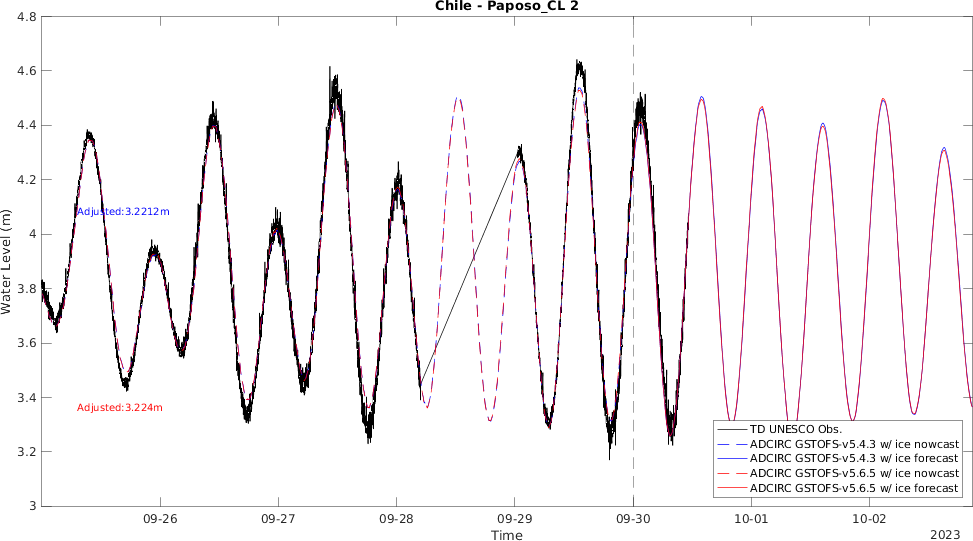 Chile - Paposo_CL 2
4.8
4.6
4.4
4.2
4
3.8
3.6
3.4
3.2
3
Water Level (m)
Adjusted:3.2212m
Adjusted:3.224m
TD UNESCO Obs.
ADCIRC GSTOFS-v5.4.3 w/ ice nowcast
ADCIRC GSTOFS-v5.4.3 w/ ice forecast
ADCIRC GSTOFS-v5.6.5 w/ ice nowcast
ADCIRC GSTOFS-v5.6.5 w/ ice forecast
09-26 09-27 09-28 09-29 09-30 10-01 10-02
Time
2023